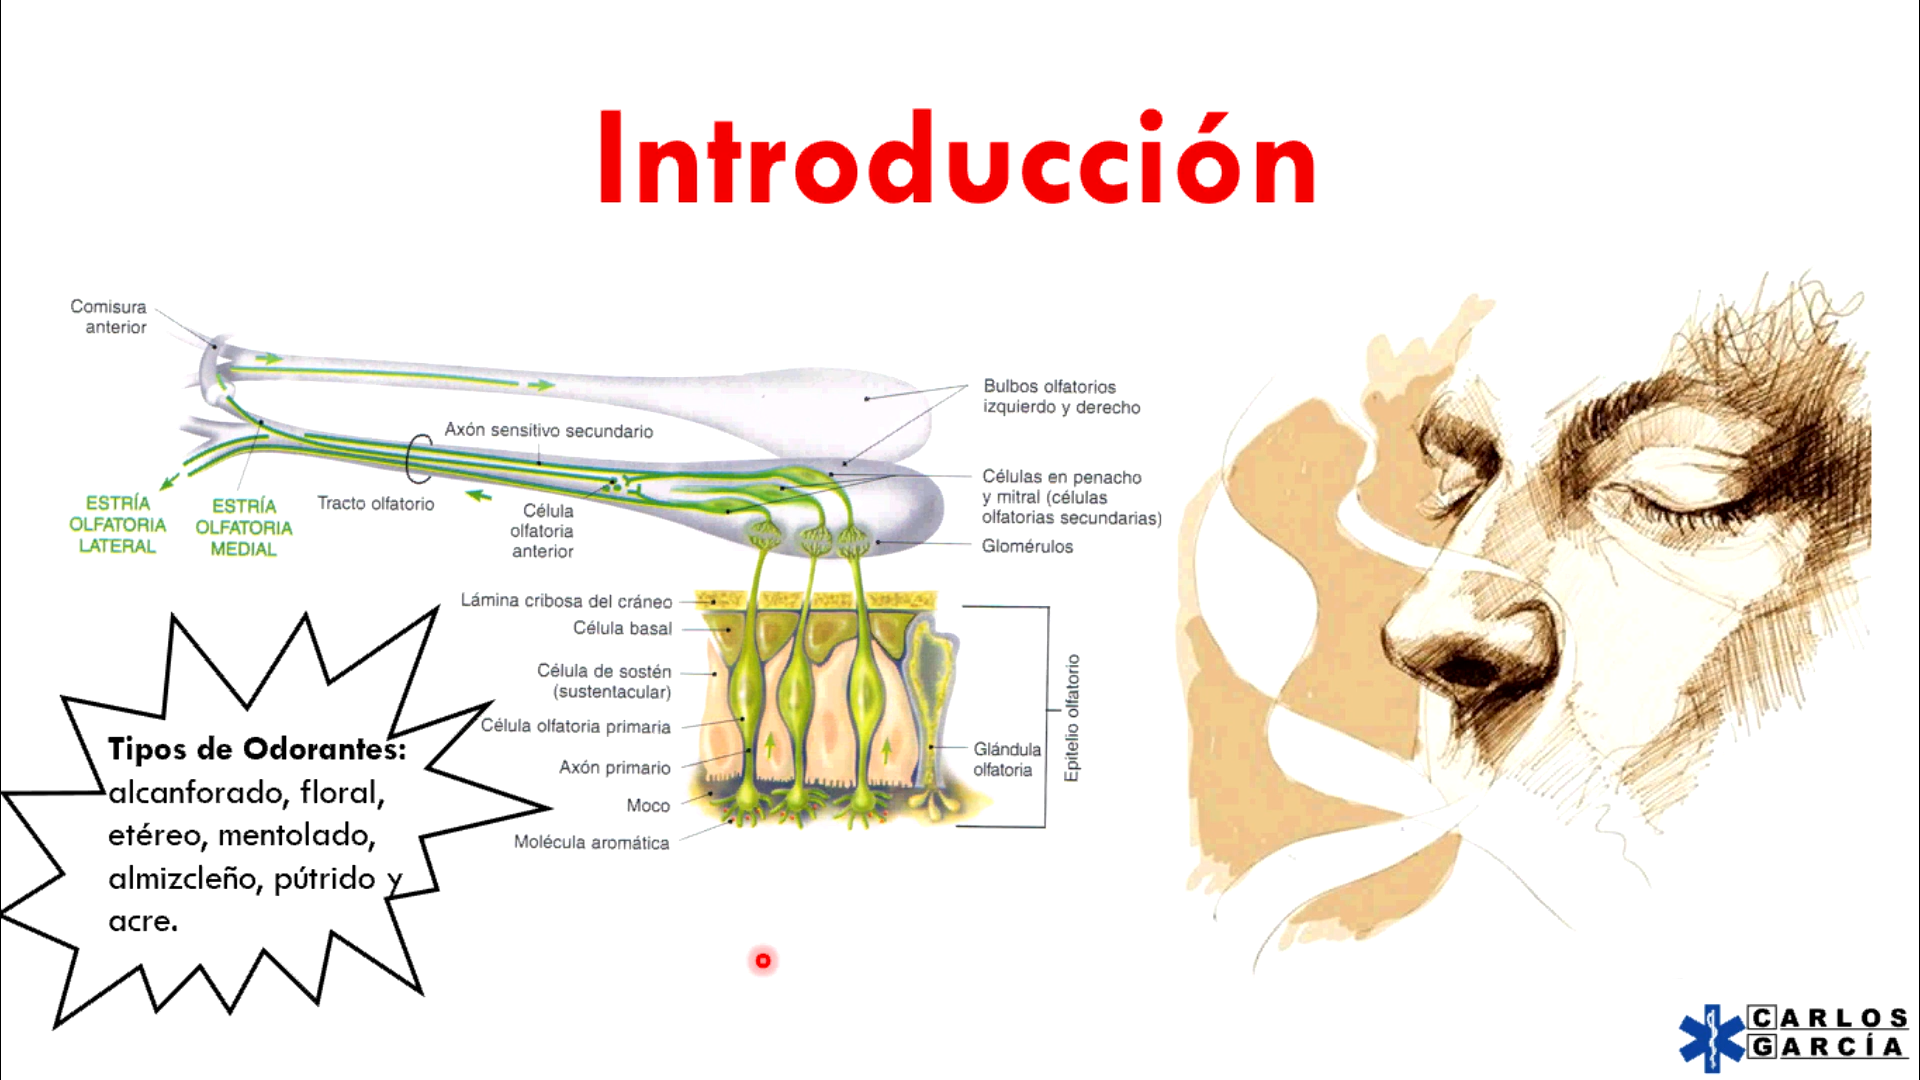 Introducción
Comisura
anterior
Bulbos olfatorios
izquierdo y derecho
Axón sensitivo secundario
Células en penacho
y mitral (células
olfatorias secundarias)
ESTRÍA
OLFATORIA
LATERAL
ESTRÍA
OLFATORIA
MEDIAL
Tracto olfatorio
Célula
olfatoria
anterior
Glomérulos
Lámina cribosa del cráneo
Célula basal
Célula de sostén
(sustentacular)
Célula olfatoria primaria
Axón primario
Moco
Molécula aromática
Glándula
olfatoria
Epitelio olfatorio
Tipos de Odorantes:
alcanforado, floral,
etéreo, mentolado,
almizcleño, pútrido y
acre.
CARLOS
GARCÍA